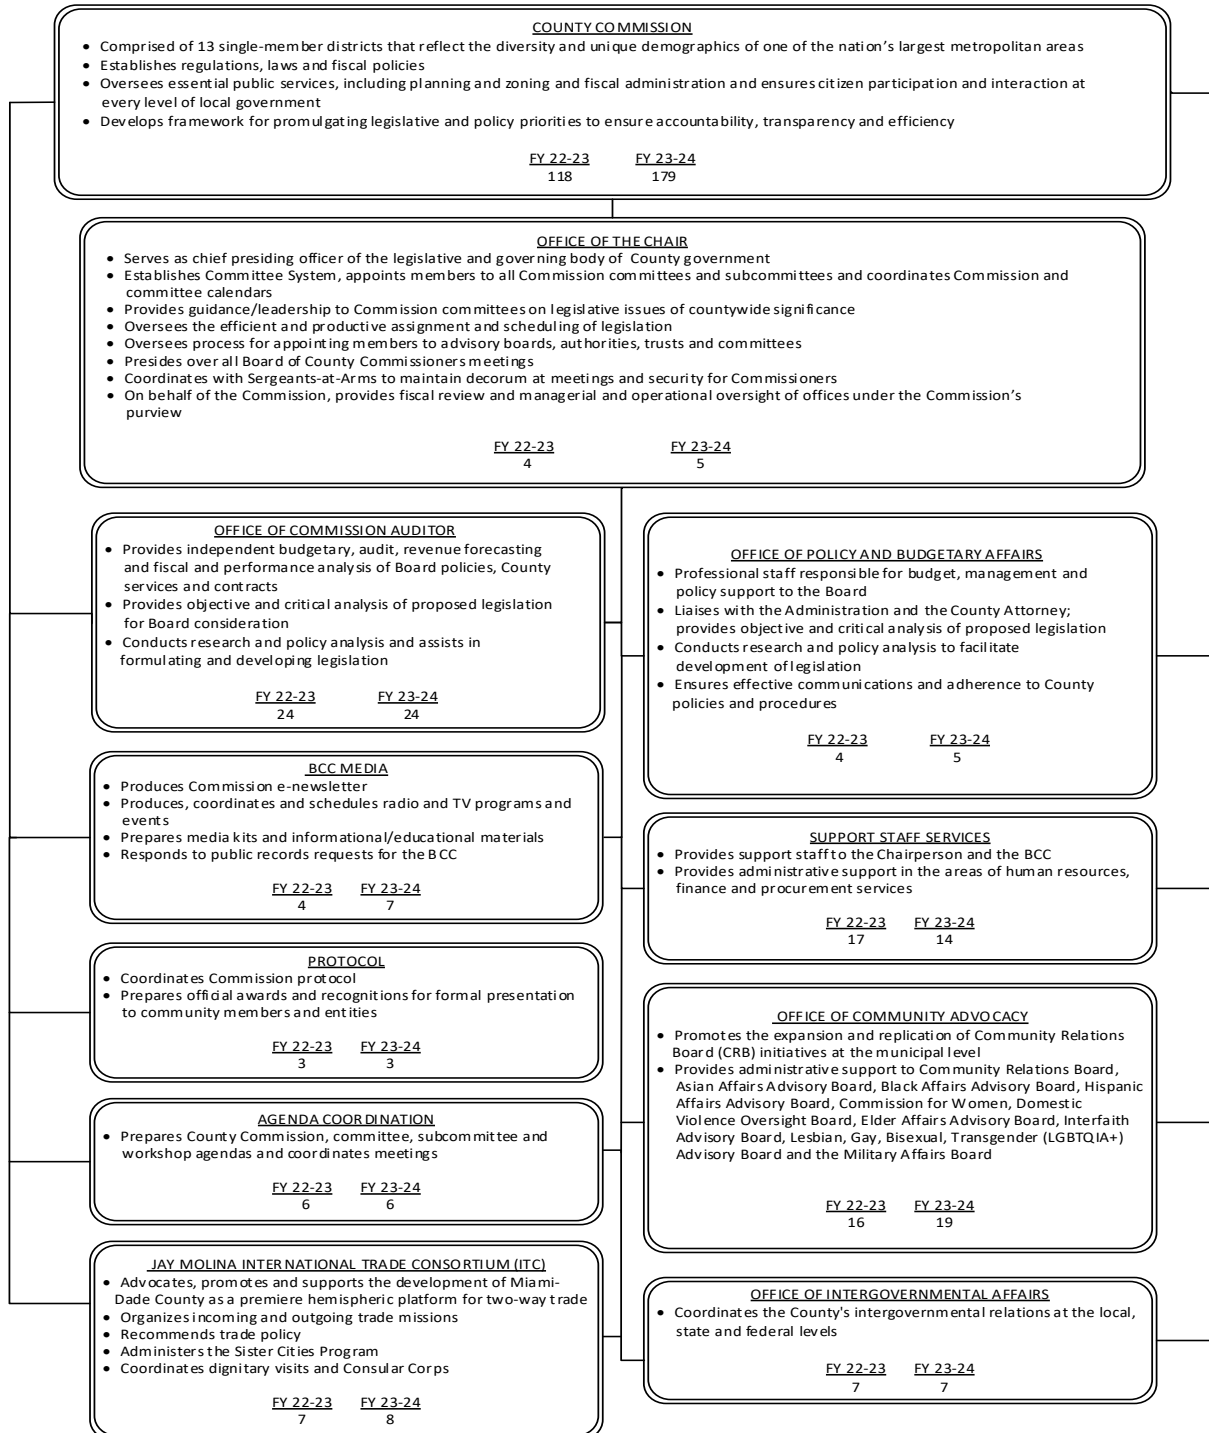 COUNTY COMMISSION
• Comprised of 13 single-member districts that reflect the diversity and unique demographics of one of the nation's largest metropolitan areas
• Establishes regulations, laws and fiscal policies
• Oversees essential public services, including planning and zoning and fiscal administration and ensures citizen participation and interaction at
every level of local government
• Develops framework for promulgating legislative and policy priorities to ensure accountability, transparency and efficiency
FY 22-23 FY 23-24
118 179
OFFICE OF THE CHAIR
• Serves as chief presiding officer of the legislative and governing body of County government
• Establishes Committee System, appoints members to all Commission committees and subcommittees and coordinates Commission and
committee calendars
• Provides guidance/leadership to Commission committees on legislative issues of countywide significance
• Oversees the efficient and productive assignment and scheduling of legislation
• Oversees process for appointing members to advisory boards, authorities, trusts and committees
• Presides over all Board of County Commissioners meetings
• Coordinates with Sergeants-at-Arms to maintain decorum at meetings and security for Commissioners
• On behalf of the Commission, provides fiscal review and managerial and operational oversight of offices under the Commission's
purview
FY 22-23 FY 23-24
4 5
OFFICE OF COMMISSION AUDITOR
• Provides independent budgetary, audit, revenue forecasting
and fiscal and performance analysis of Board policies, County
services and contracts
• Provides objective and critical analysis of proposed legislation
for Board consideration
• Conducts research and policy analysis and assists in
formulating and developing legislation
FY 22-23 FY 23-24
24 24
BCC MEDIA
• Produces Commission e-newsletter
• Produces, coordinates and schedules radio and TV programs and
events
• Prepares media kits and informational/educational materials
• Responds to public records requests for the BCC
FY 22-23 FY 23-24
4 7
PROTOCOL
• Coordinates Commission protocol
• Prepares official awards and recognitions for formal presentation
to community members and entities
FY 22-23 FY 23-24
3 3
AGENDA COORDINATION
• Prepares County Commission, committee, subcommittee and
workshop agendas and coordinates meetings
FY 22-23 FY 23-24
6 6
JAY MOLINA INTERNATIONAL TRADE CONSORTIUM (ITC)
• Advocates, promotes and supports the development of Miami-
Dade County as a premiere hemispheric platform for two-way trade
• Organizes incoming and outgoing trade missions
• Recommends trade policy
• Administers the Sister Cities Program
• Coordinates dignitary visits and Consular Corps
FY 22-23 FY 23-24
7 8
OFFICE OF POLICY AND BUDGETARY AFFAIRS
• Professional staff responsible for budget, management and
policy support to the Board
• Liaises with the Administration and the County Attorney;
provides objective and critical analysis of proposed legislation
• Conducts research and policy analysis to facilitate
development of legislation
• Ensures effective communications and adherence to County
policies and procedures
FY 22-23 FY 23-24
4 5
SUPPORT STAFF SERVICES
• Provides support staff to the Chairperson and the BCC
• Provides administrative support in the areas of human resources,
finance and procurement services
FY 22-23 FY 23-24
17 14
OFFICE OF COMMUNITY ADVOCACY
• Promotes the expansion and replication of Community Relations
Board (CRB) initiatives at the municipal level
• Provides administrative support to Community Relations Board,
Asian Affairs Advisory Board, Black Affairs Advisory Board, Hispanic
Affairs Advisory Board, Commission for Women, Domestic
Violence Oversight Board, Elder Affairs Advisory Board, Interfaith
Advisory Board, Lesbian, Gay, Bisexual, Transgender (LGBTQIA+)
Advisory Board and the Military Affairs Board
FY 22-23 FY 23-24
16 19
OFFICE OF INTERGOVERNMENTAL AFFAIRS
• Coordinates the County's intergovernmental relations at the local,
state and federal levels
FY 22-23 FY 23-24
7 7